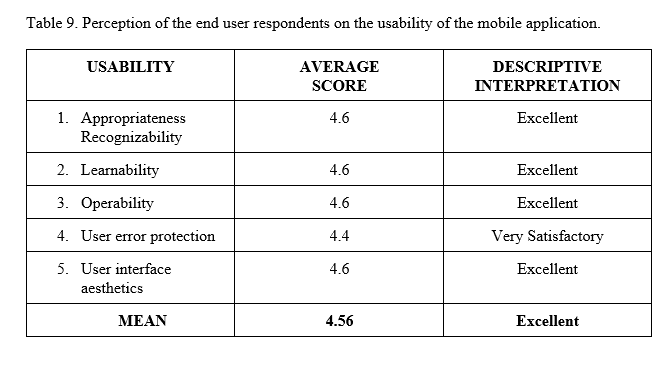 Table 9. Perception of the end user respondents on the usability of the mobile application.
USABILITY AVERAGE SCORE DESCRIPTIVE INTERPRETATION
1. Appropriateness Recognizability 4.6 Excellent
2. Learnability 4.6 Excellent
3. Operability 4.6 Excellent
4. User error protection 4.4 Very Satisfactory
5. User interface aesthetics 4.6 Excellent
MEAN 4.56 Excellent